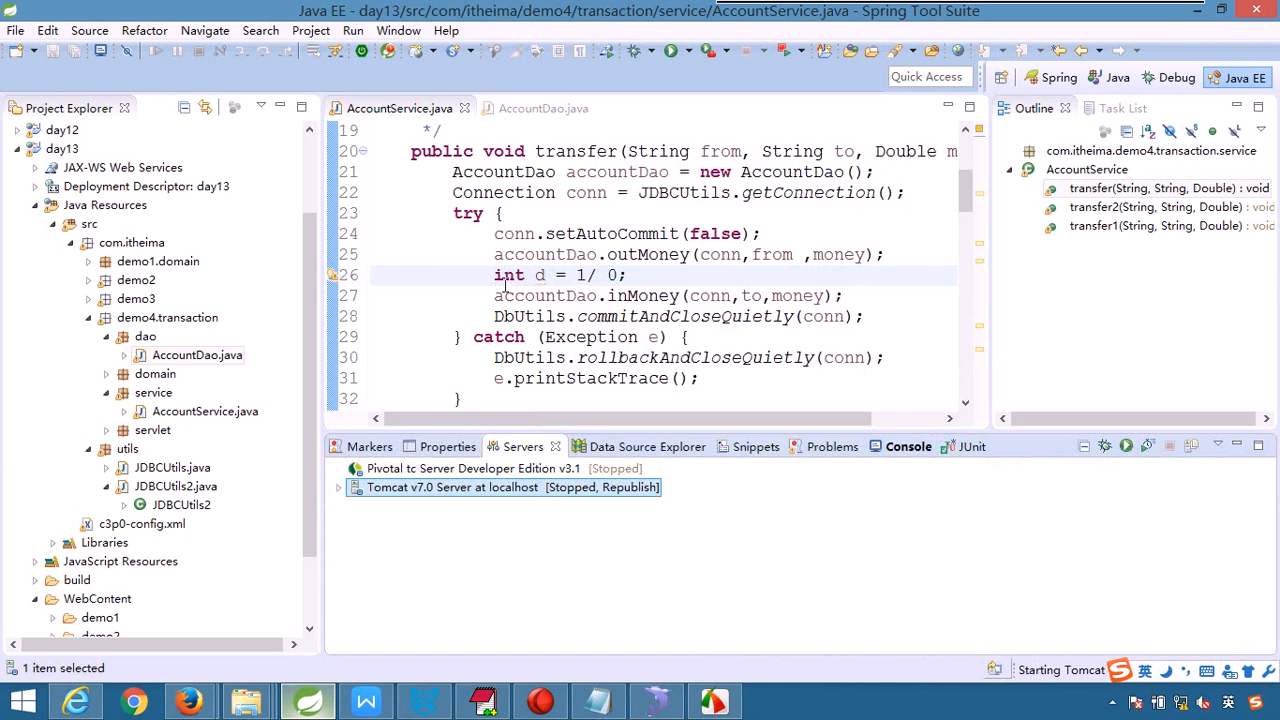 Java EE - day13/src/com/itheima/demo4/transaction/service/AccountService.java - Spring Tool Suite
File Edit Source Refactor Navigate Search Project Run Window Help
Quick Access
Spring Java Debug Java EE
Project Explorer
day12
day13
JAX-WS Web Services
Deployment Descriptor: day13
Java Resources
src
com.itheima
demo1.domain
demo2
demo3
demo4.transaction
dao
AccountDao.java
domain
service
AccountService.java
servlet
utils
JDBCUtils.java
JDBCUtils2.java
JDBCUtils2
c3p0-config.xml
Libraries
JavaScript Resources
build
WebContent
demo1
demo2
AccountService.java AccountDao.java
19 */
20 public void transfer(String from, String to, Double m
21 AccountDao accountDao = new AccountDao();
22 Connection conn = JDBCUtils.getConnection();
23 try {
24 conn.setAutoCommit(false);
25 accountDao.outMoney(conn,from ,money);
26 int d = 1/ 0;
27 accountDao.inMoney(conn,to,money);
28 DbUtils.commitAndCloseQuietly(conn);
29 } catch (Exception e) {
30 DbUtils.rollbackAndCloseQuietly(conn);
31 e.printStackTrace();
32 }
Outline Task List
com.itheima.demo4.transaction.service
AccountService
transfer(String, String, Double) : void
transfer2(String, String, Double) : void
transfer1(String, String, Double) : void
Markers Properties Servers Data Source Explorer Snippets Problems Console JUnit
Pivotal tc Server Developer Edition v3.1 [Stopped]
Tomcat v7.0 Server at localhost [Stopped, Republish]
1 item selected
Starting Tomcat
英
英